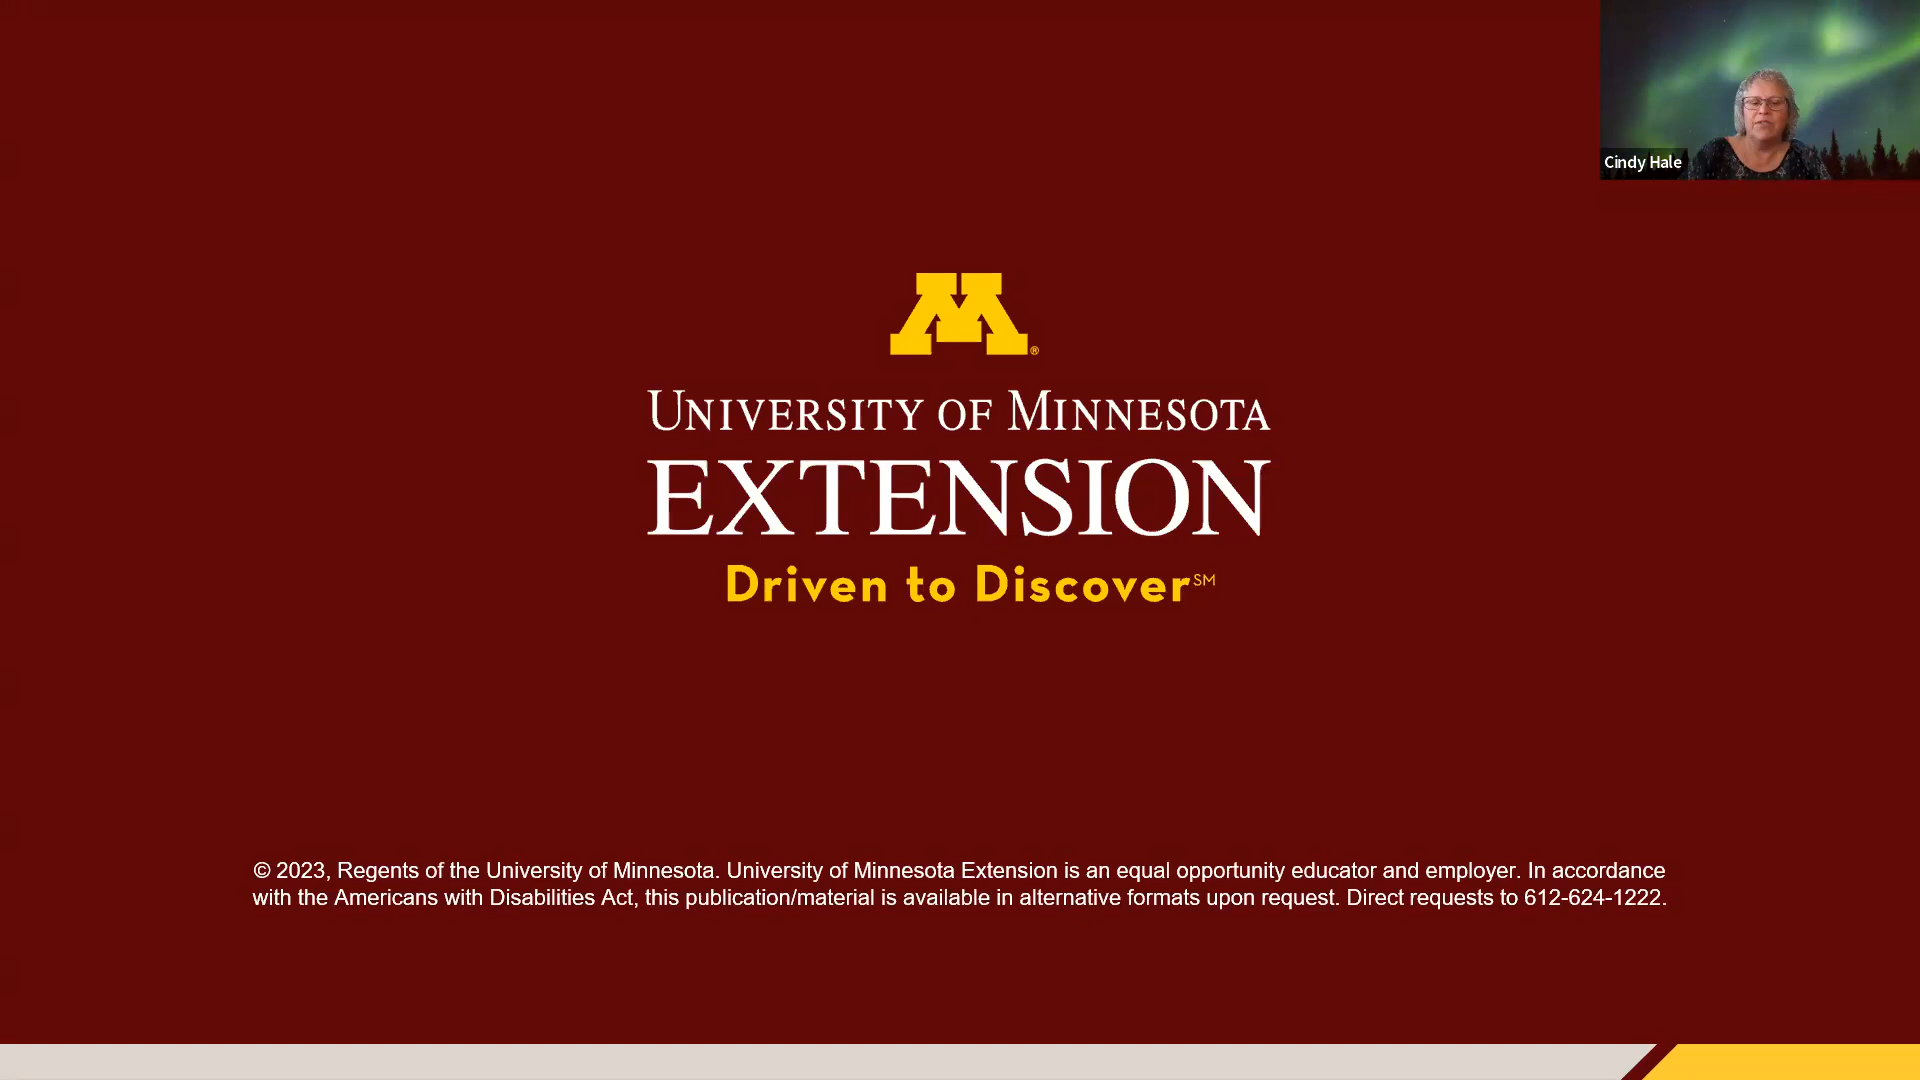 Cindy Hale
M®
University of Minnesota
EXTENSION
Driven to Discover℠
© 2023, Regents of the University of Minnesota. University of Minnesota Extension is an equal opportunity educator and employer. In accordance
with the Americans with Disabilities Act, this publication/material is available in alternative formats upon request. Direct requests to 612-624-1222.